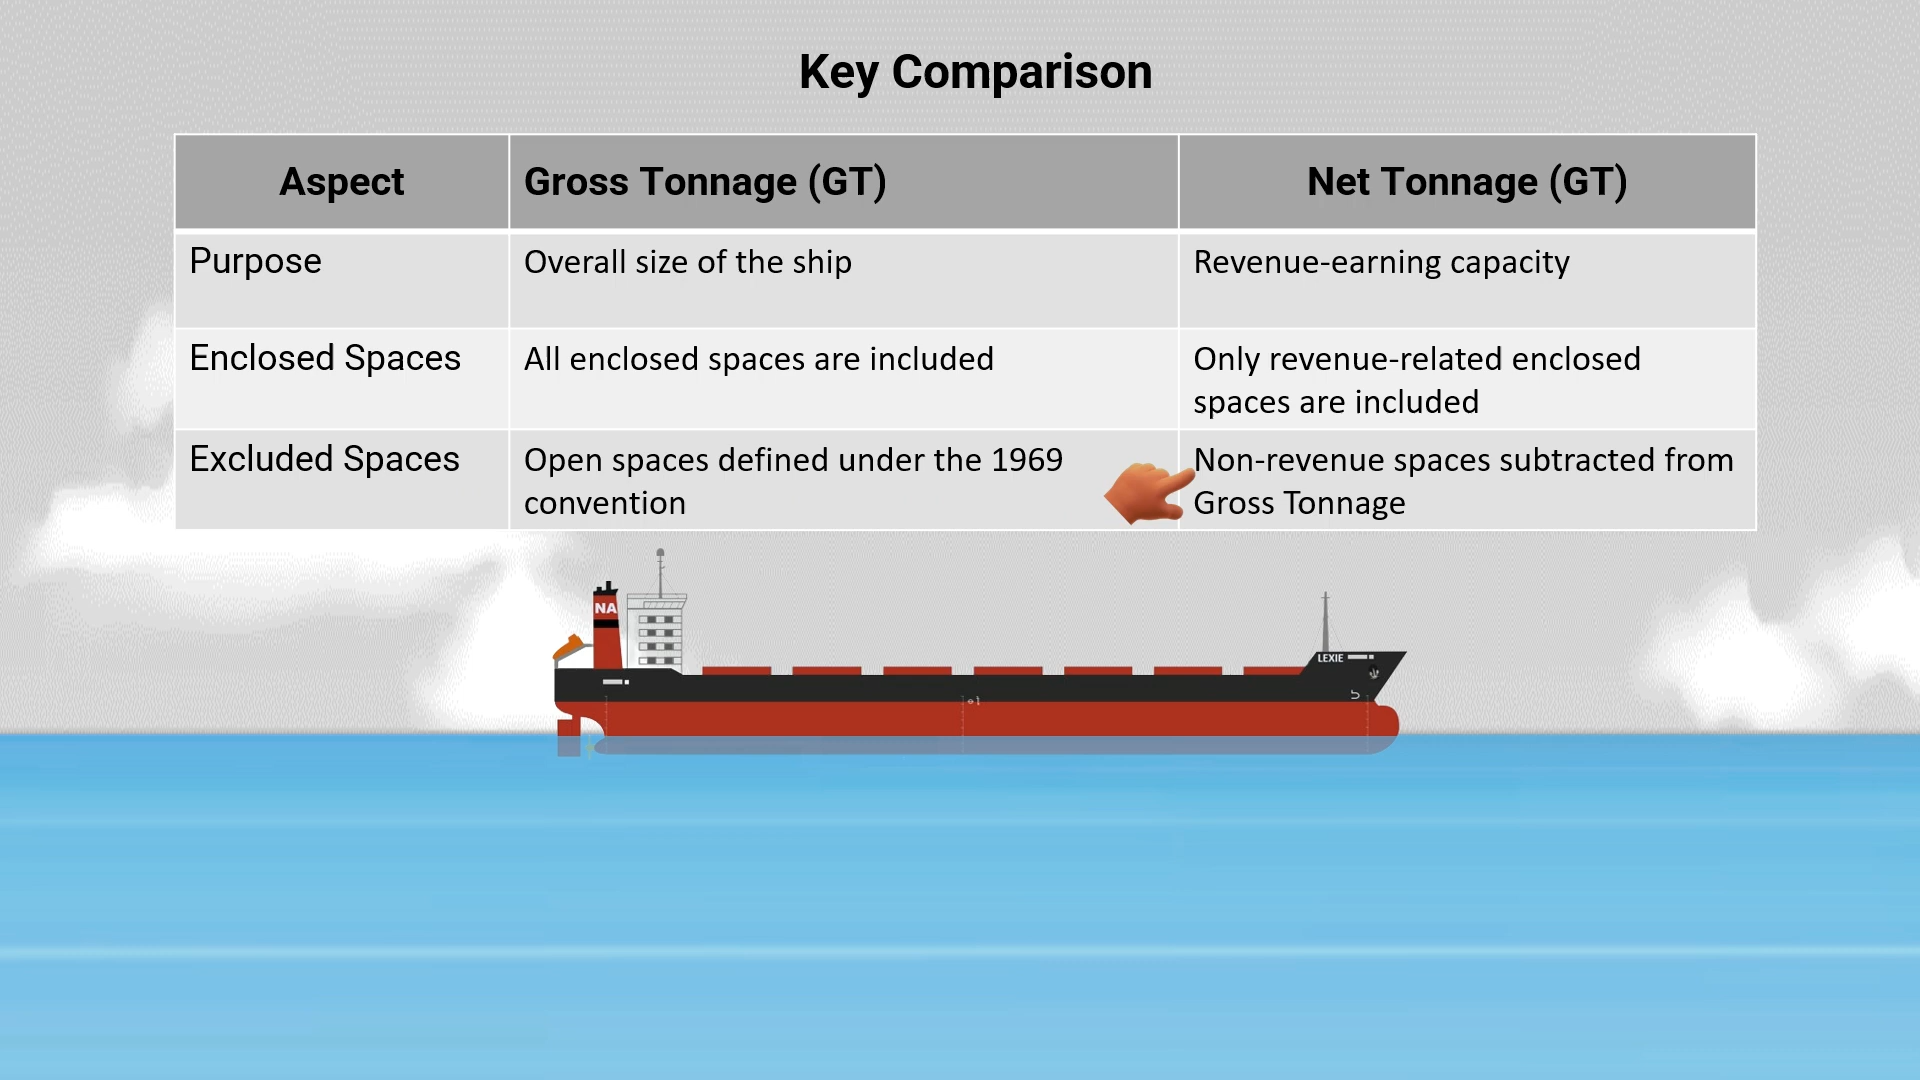 Key Comparison
Aspect
Gross Tonnage (GT)
Net Tonnage (GT)
Purpose
Overall size of the ship
Revenue-earning capacity
Enclosed Spaces
All enclosed spaces are included
Only revenue-related enclosed
spaces are included
Excluded Spaces
Open spaces defined under the 1969
convention
Non-revenue spaces subtracted from
Gross Tonnage
NA
LEXIE